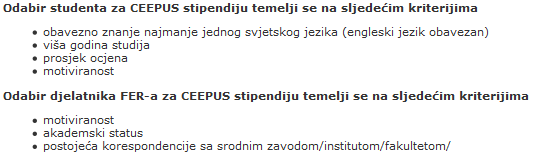 Odabir studenta za CEEPUS stipendiju temelji se na sljedećim kriterijima
• obavezno znanje najmanje jednog svjetskog jezika (engleski jezik obavezan)
• viša godina studija
• prosjek ocjena
• motiviranost
Odabir djelatnika FER-a za CEEPUS stipendiju temelji se na sljedećim kriterijima
• motiviranost
• akademski status
• postojeća korespondencije sa srodnim zavodom/institutom/fakultetom/